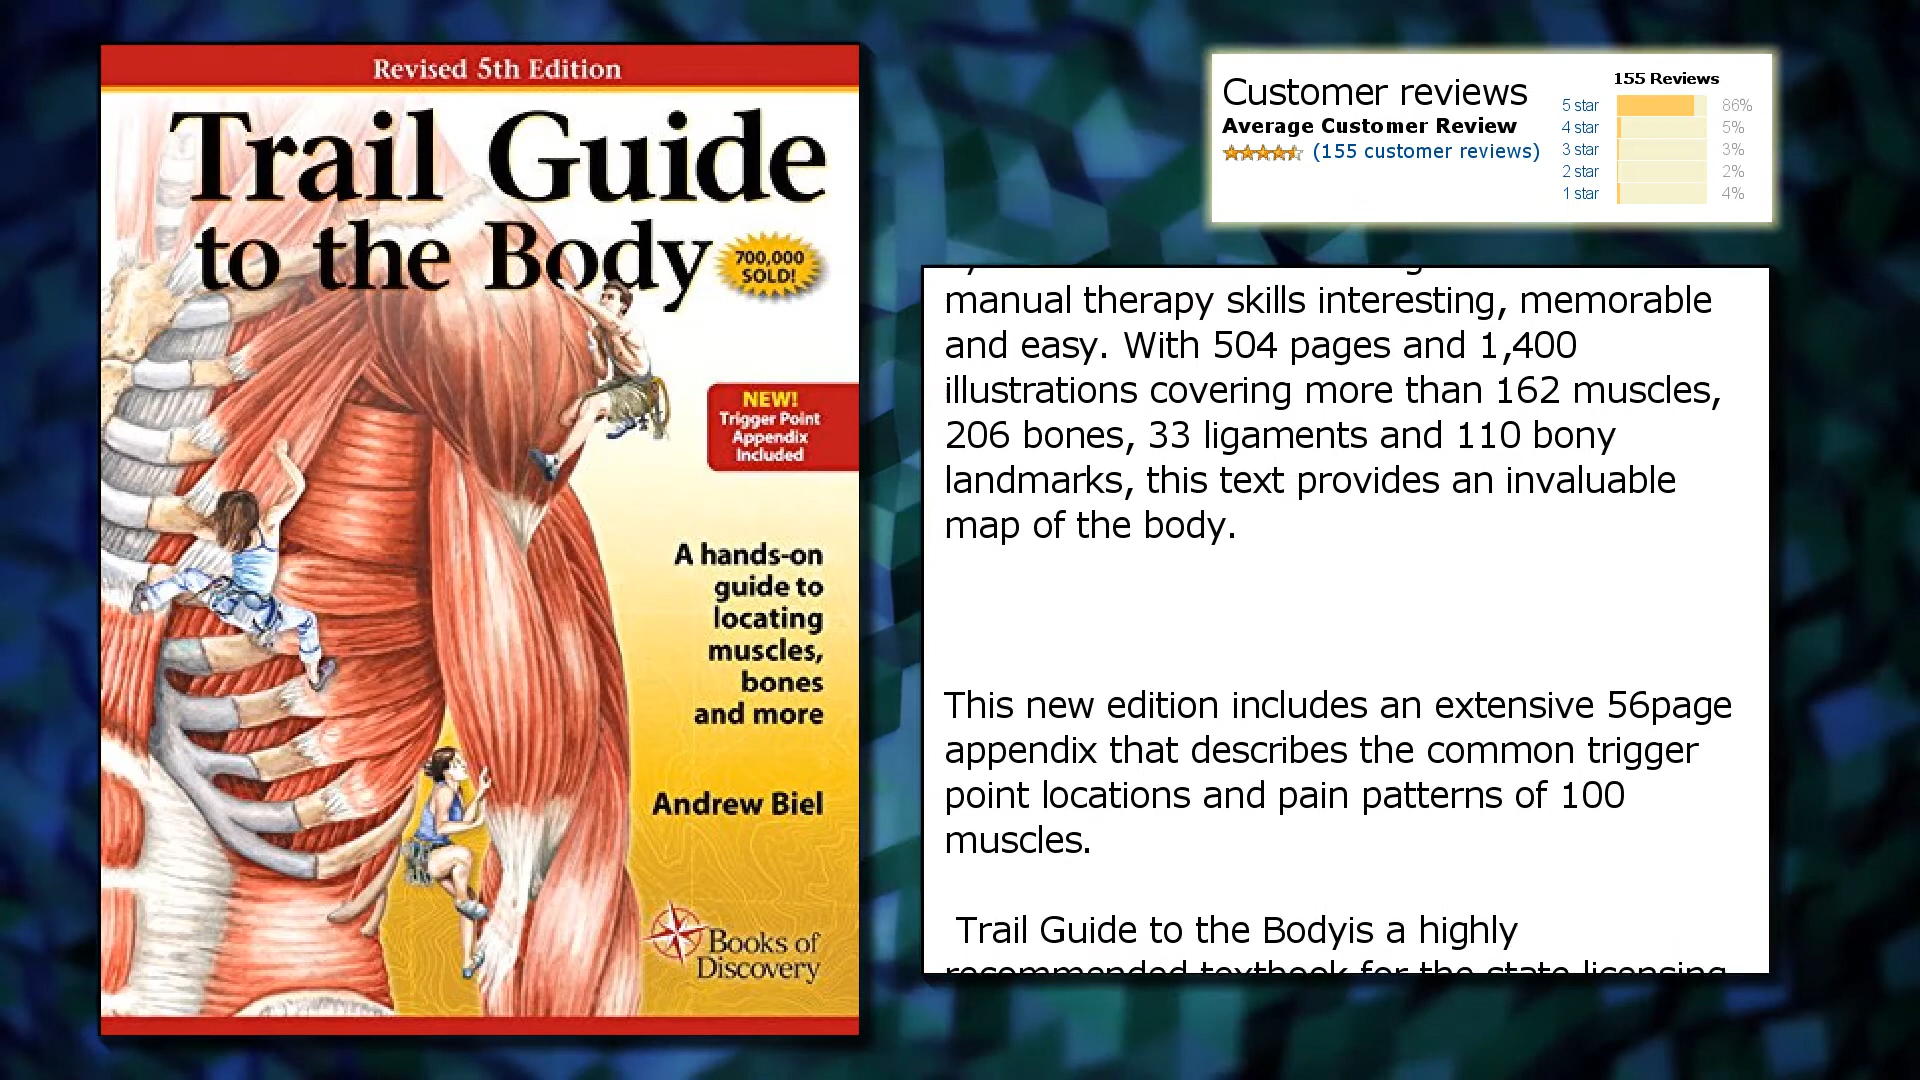 Revised 5th Edition
Trail Guide
to the Body
700,000
SOLD!
NEW!
Trigger Point
Appendix
Included
A hands-on
guide to
locating
muscles,
bones
and more
Andrew Biel
Books of
Discovery
Customer reviews
Average Customer Review
(155 customer reviews)
155 Reviews
5 star 86%
4 star 5%
3 star 3%
2 star 2%
1 star 4%
manual therapy skills interesting, memorable
and easy. With 504 pages and 1,400
illustrations covering more than 162 muscles,
206 bones, 33 ligaments and 110 bony
landmarks, this text provides an invaluable
map of the body.
This new edition includes an extensive 56page
appendix that describes the common trigger
point locations and pain patterns of 100
muscles.
Trail Guide to the Bodyis a highly
recommended textbook for the state licensing